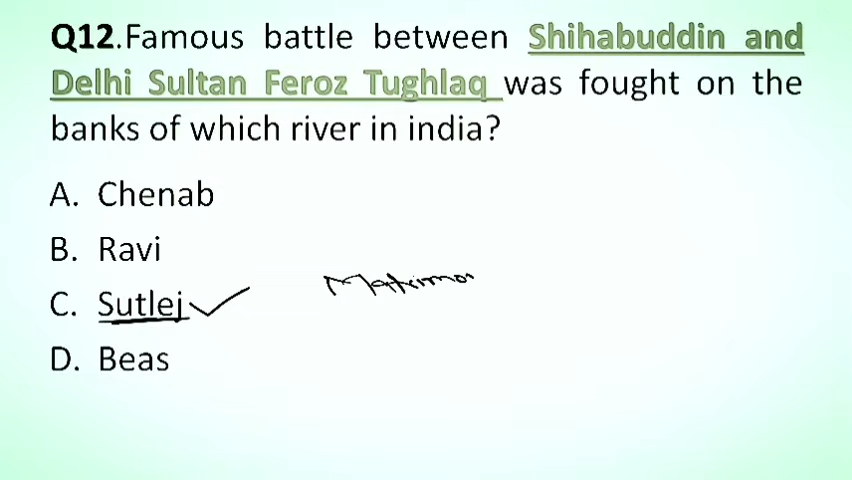 Q12.Famous battle between Shihabuddin and
Delhi Sultan Feroz Tughlaq was fought on the
banks of which river in india?
A. Chenab
B. Ravi
C. Sutlej
D. Beas